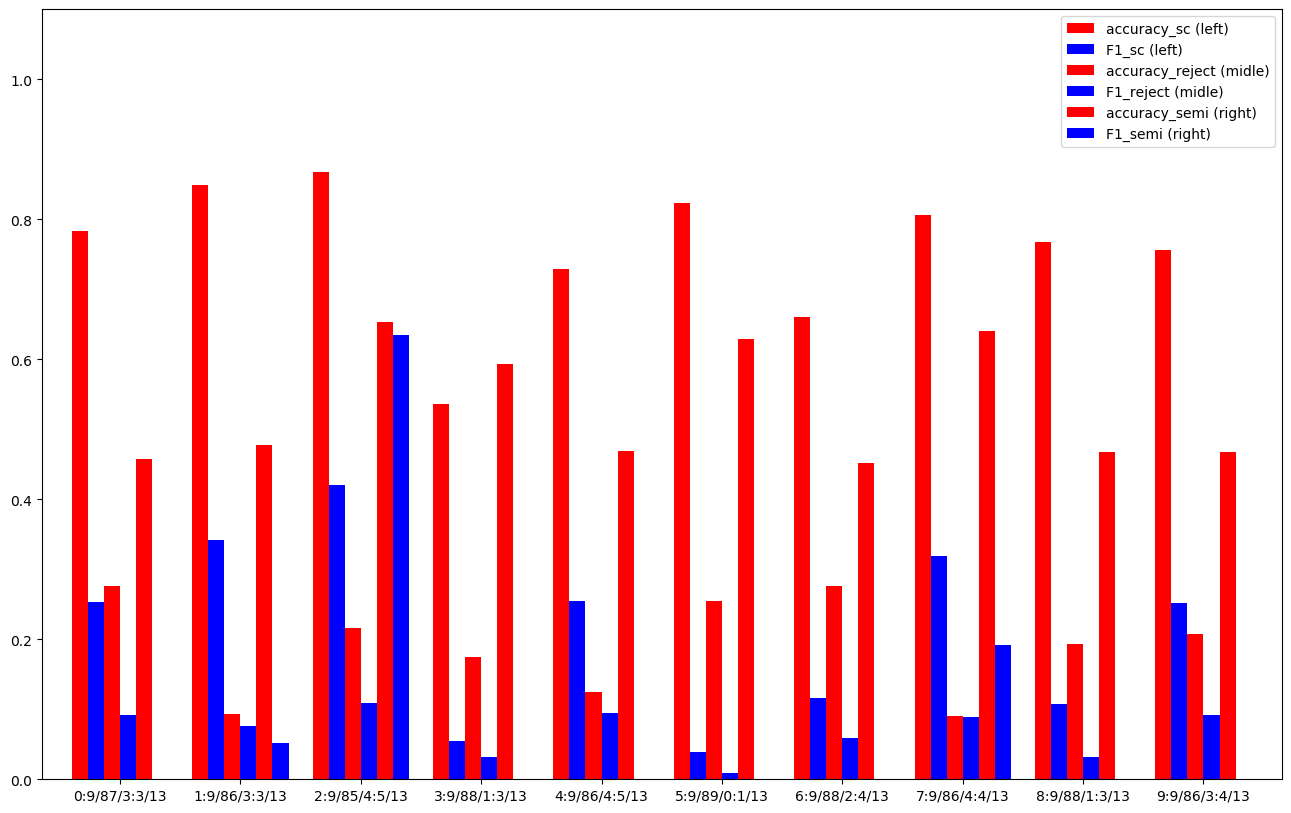 accuracy_sc (left)
F1_sc (left)
accuracy_reject (midle)
F1_reject (midle)
accuracy_semi (right)
F1_semi (right)
1.0
0.8
0.6
0.4
0.2
0.0
0:9/87/3:3/13 1:9/86/3:3/13 2:9/85/4:5/13 3:9/88/1:3/13 4:9/86/4:5/13 5:9/89/0:1/13 6:9/88/2:4/13 7:9/86/4:4/13 8:9/88/1:3/13 9:9/86/3:4/13